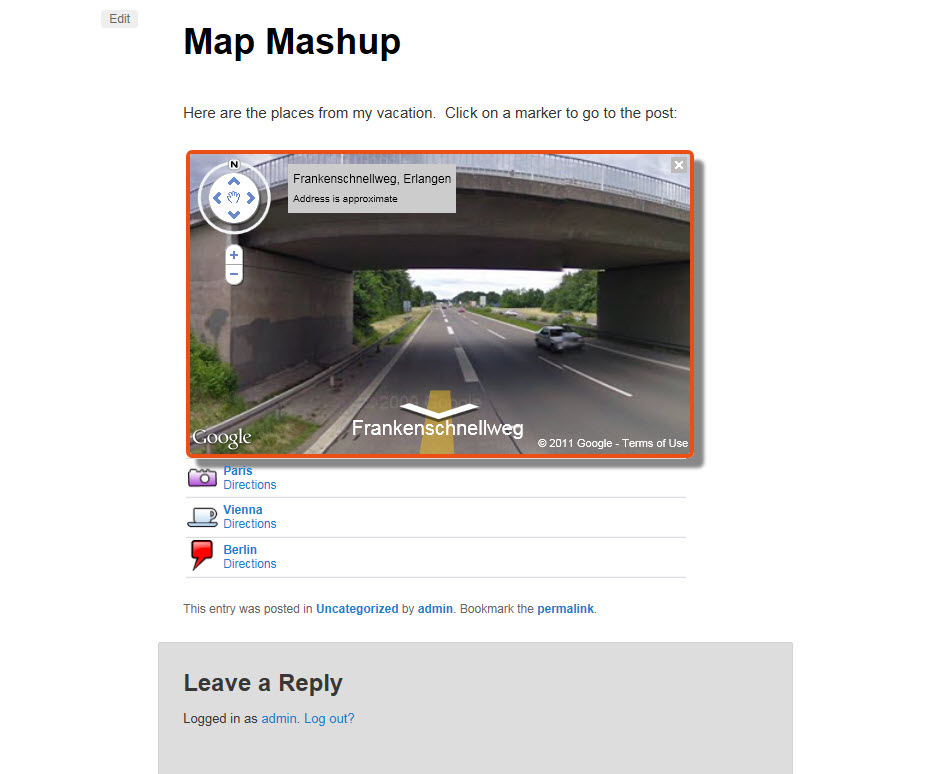 Edit
Map Mashup
Here are the places from my vacation.  Click on a marker to go to the post:
N
Frankenschnellweg, Erlangen
Address is approximate
+
−
© 2009 Google
Frankenschnellweg
Google
© 2011 Google - Terms of Use
Paris
Directions
Vienna
Directions
Berlin
Directions
This entry was posted in Uncategorized by admin. Bookmark the permalink.
Leave a Reply
Logged in as admin. Log out?